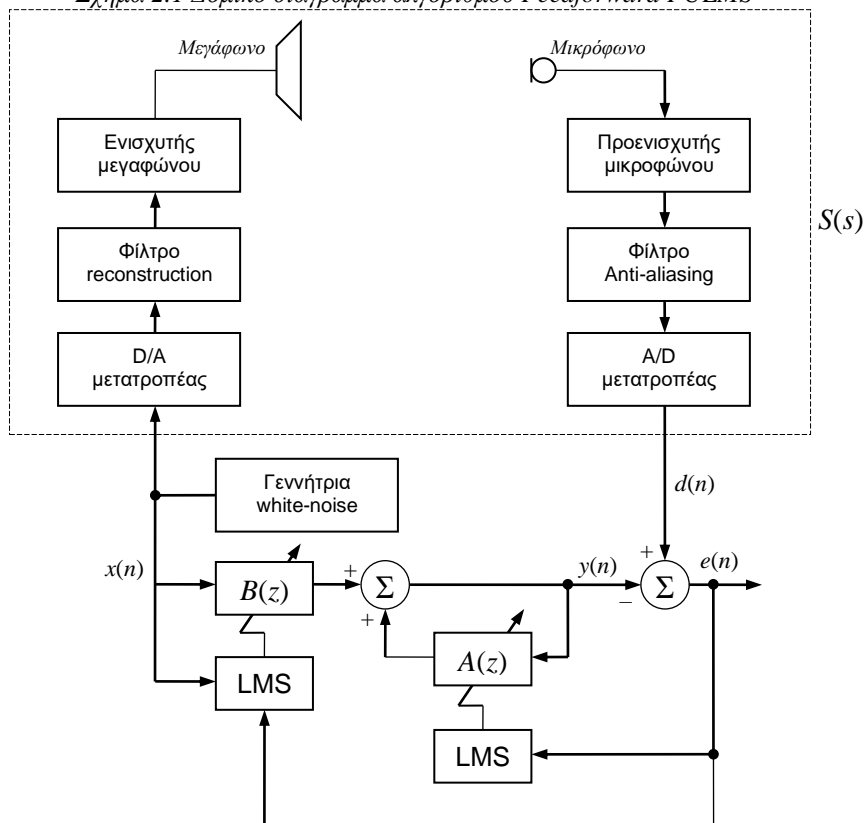 Μεγάφωνο
Μικρόφωνο
Ενισχυτής
μεγαφώνου
Προενισχυτής
μικροφώνου
S(s)
Φίλτρο
reconstruction
Φίλτρο
Anti-aliasing
D/A
μετατροπέας
A/D
μετατροπέας
Γεννήτρια
white-noise
d(n)
x(n)
B(z)
+
Σ
+
y(n)
+
Σ
−
e(n)
A(z)
LMS
LMS